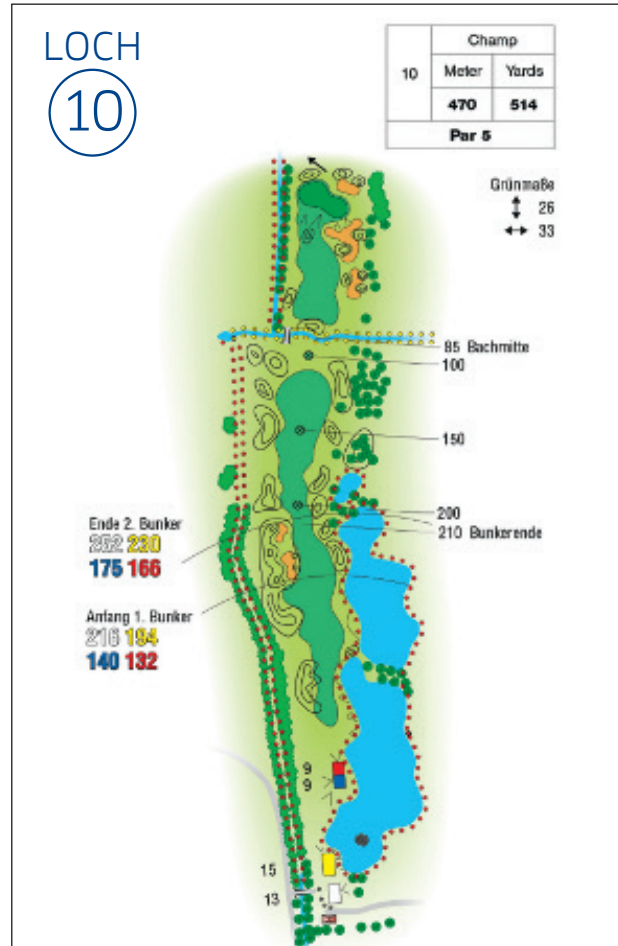 LOCH
10
Champ
10
Meter Yards
470 514
Par 5
Grünmaße
26
33
85 Bachmitte
100
150
200
210 Bunkerende
Ende 2. Bunker
252 230
175 166
Anfang 1. Bunker
216 194
140 132
9
9
15
13